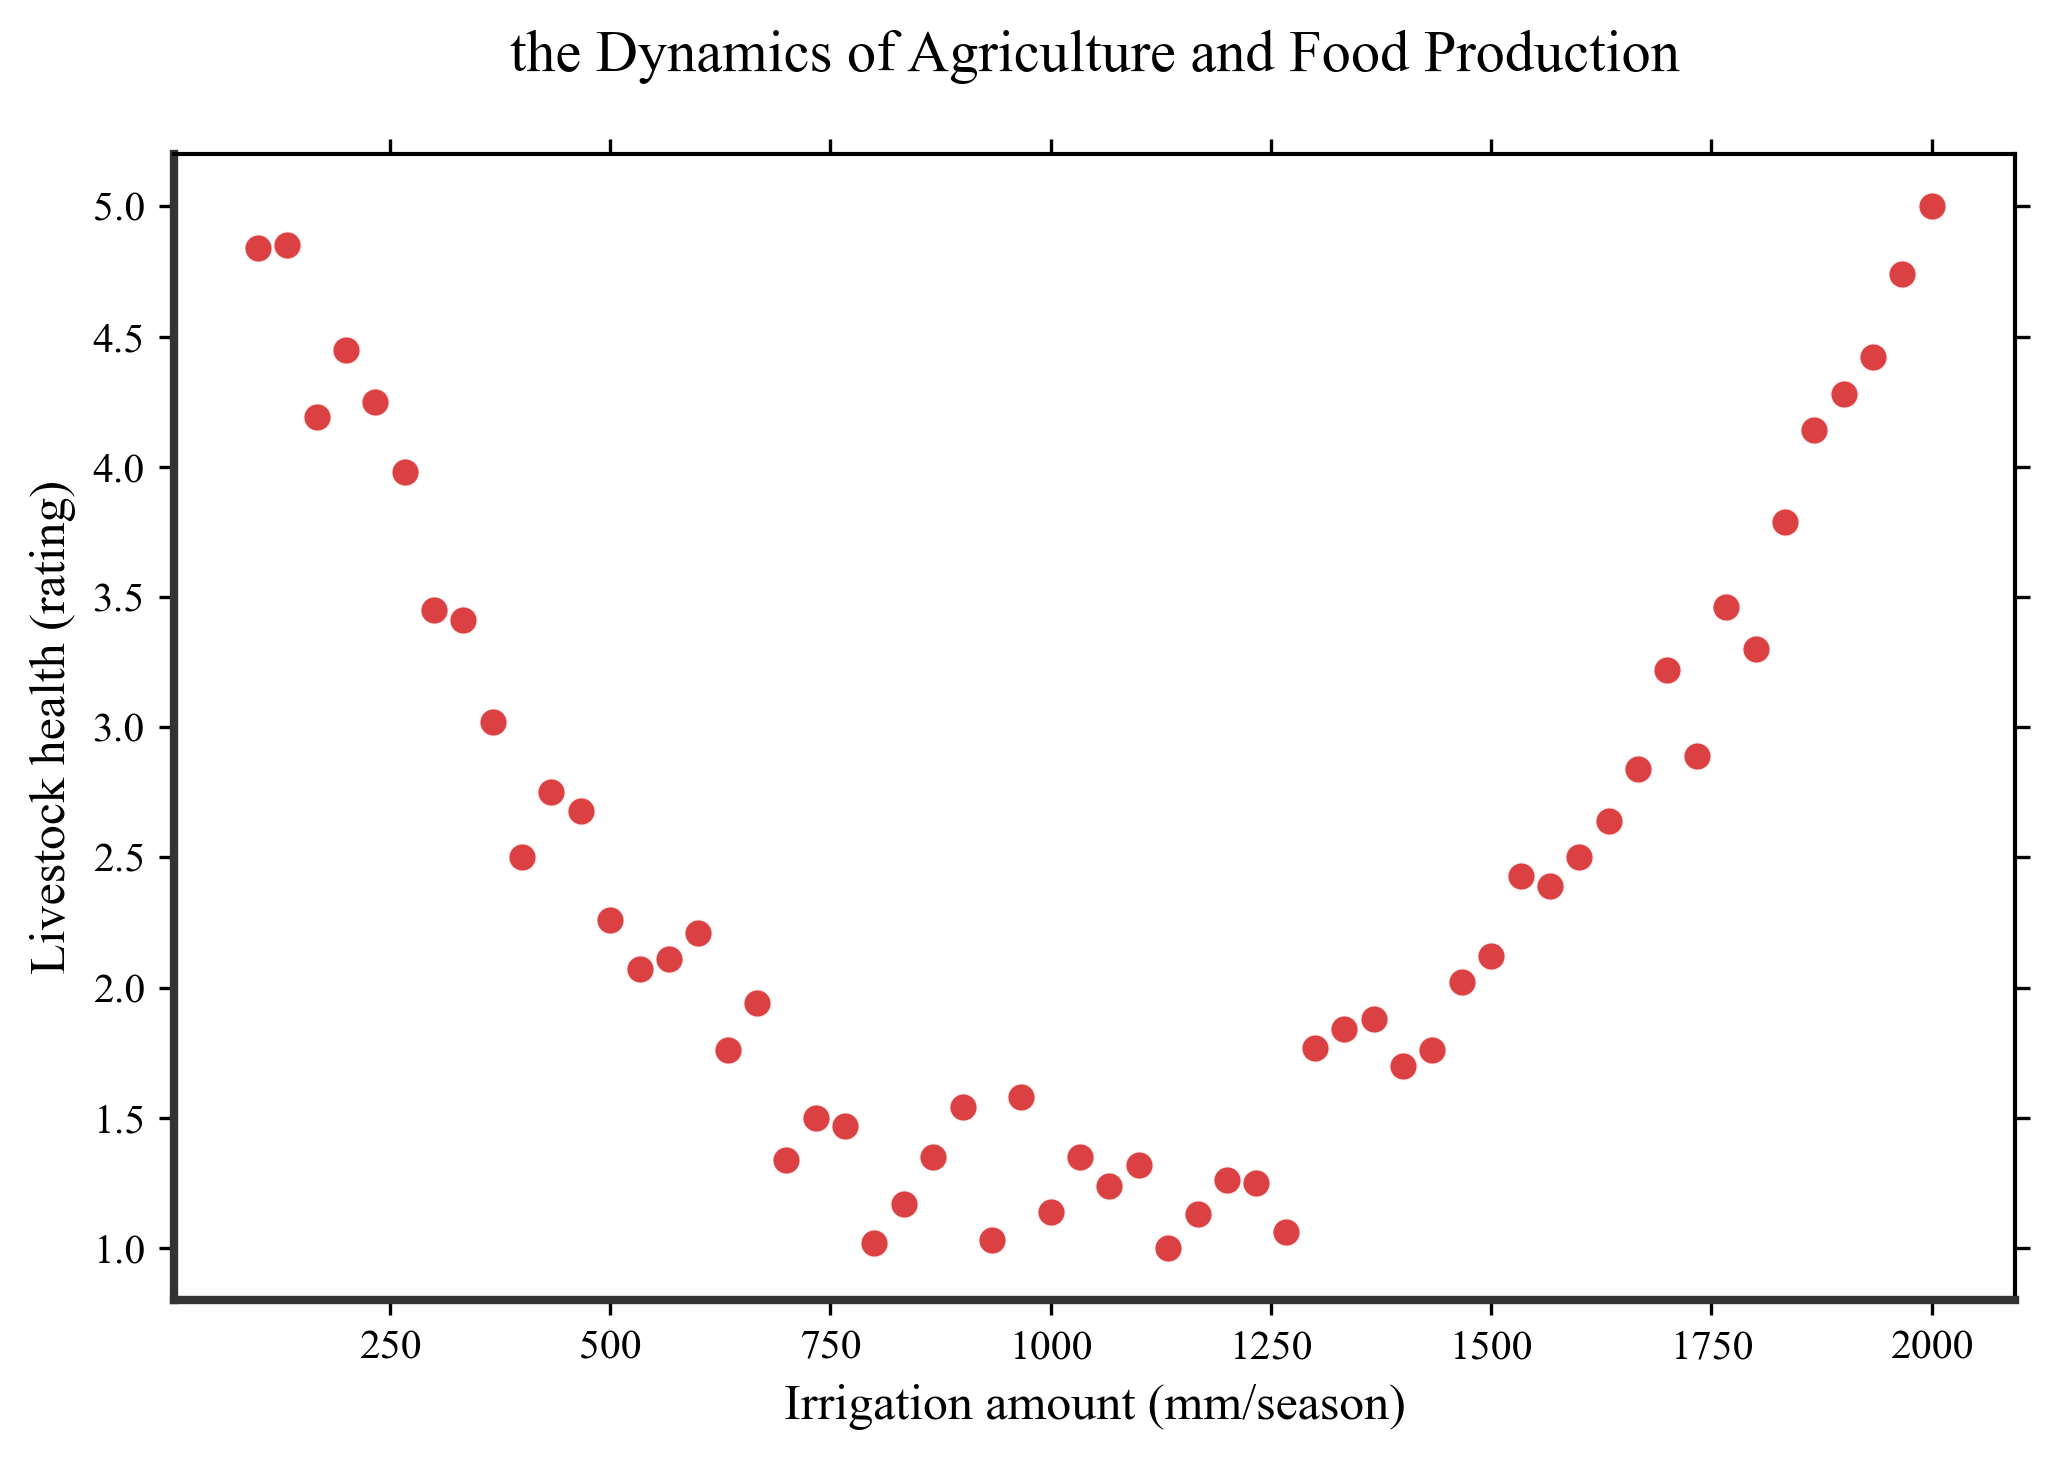 the Dynamics of Agriculture and Food Production
5.0
4.5
4.0
3.5
3.0
2.5
2.0
1.5
1.0
Livestock health (rating)
250 500 750 1000 1250 1500 1750 2000
Irrigation amount (mm/season)